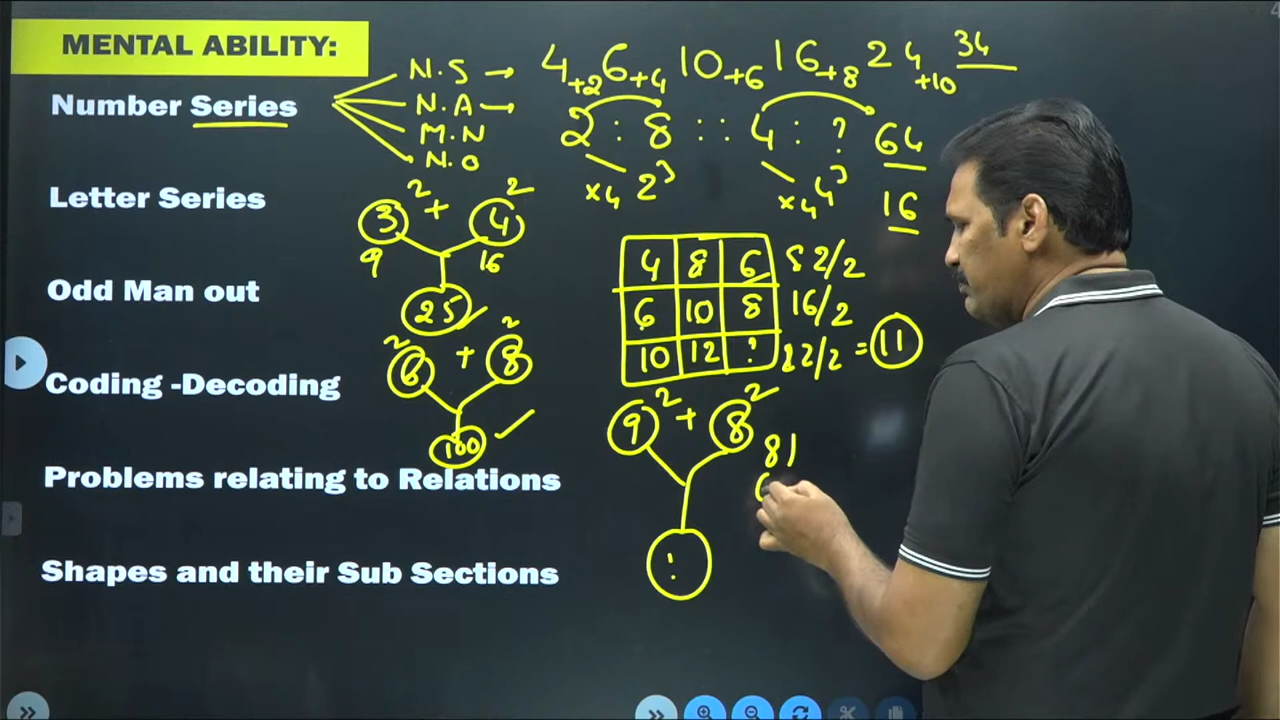 MENTAL ABILITY:
Number Series
Letter Series
Odd Man out
Coding -Decoding
Problems relating to Relations
Shapes and their Sub Sections
N.S → 4 +2 6 +4 10 +6 16 +8 24 +10 34
N.A → 2 : 8 :: 4 : ? 64
M.N
N.O
×4 2³ ×4 4³ 16
3² + 4²
9 16
25
6² + 8²
100
4 8 6 82/2
6 10 8 16/2
10 12 ? 22/2 = 11
9² + 8²
81